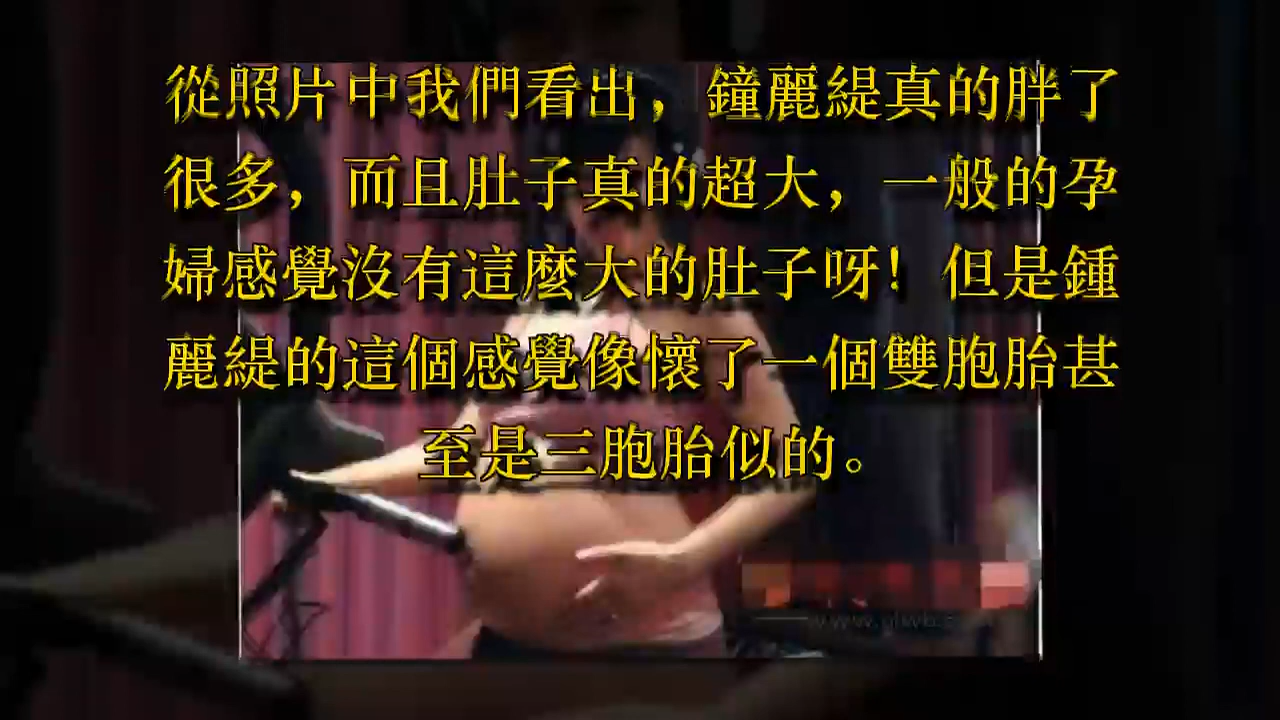 從照片中我們看出，鐘麗緹真的胖了
很多，而且肚子真的超大，一般的孕
婦感覺沒有這麼大的肚子呀！但是鍾
麗緹的這個感覺像懷了一個雙胞胎甚
至是三胞胎似的。